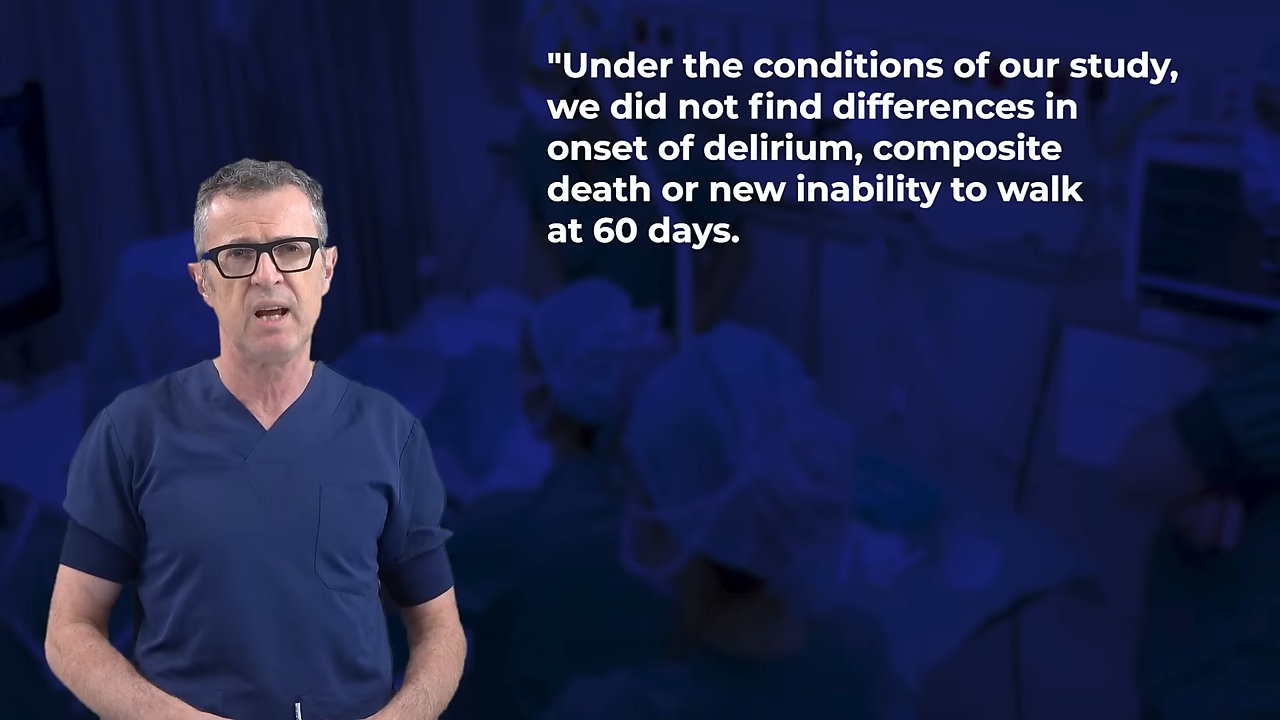 "Under the conditions of our study,
we did not find differences in
onset of delirium, composite
death or new inability to walk
at 60 days.